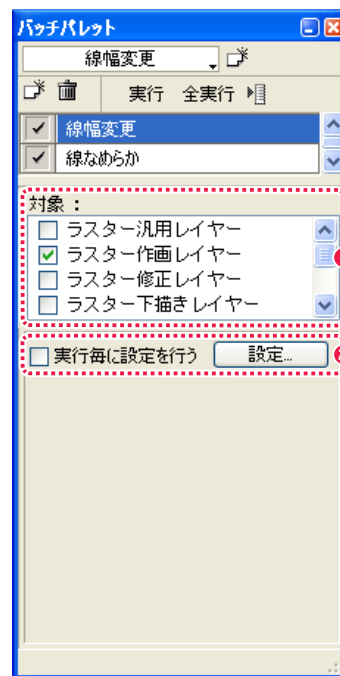 バッチパレット
線幅変更
実行 全実行
線幅変更
線なめらか
対象：
ラスター汎用レイヤー
ラスター作画レイヤー
ラスター修正レイヤー
ラスター下描きレイヤー
実行毎に設定を行う 設定...